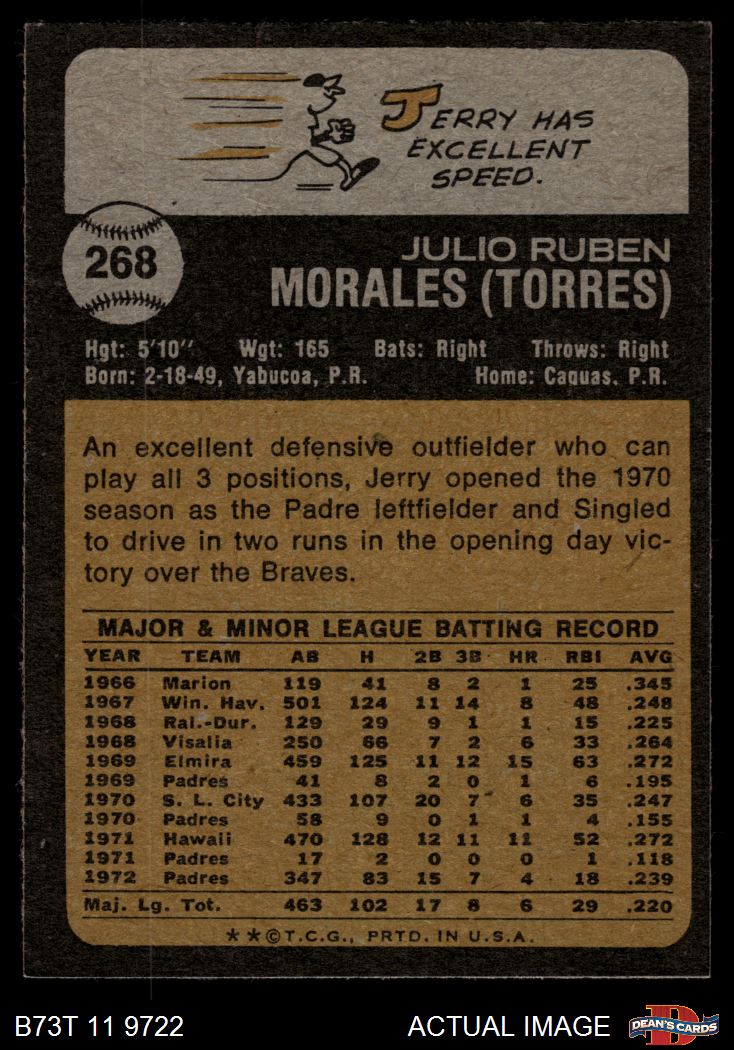 JERRY HAS
EXCELLENT
SPEED.
268
JULIO RUBEN
MORALES (TORRES)
Hgt: 5'10'' Wgt: 165 Bats: Right Throws: Right
Born: 2-18-49, Yabucoa, P.R. Home: Caguas, P.R.
An excellent defensive outfielder who can
play all 3 positions, Jerry opened the 1970
season as the Padre leftfielder and Singled
to drive in two runs in the opening day vic-
tory over the Braves.
MAJOR & MINOR LEAGUE BATTING RECORD
YEAR TEAM AB H 2B 3B HR RBI AVG
1966 Marion 119 41 8 2 1 25 .345
1967 Win. Hav. 501 124 11 14 8 48 .248
1968 Ral.-Dur. 129 29 9 1 1 15 .225
1968 Visalia 250 66 7 2 6 33 .264
1969 Elmira 459 125 11 12 15 63 .272
1969 Padres 41 8 2 0 1 6 .195
1970 S. L. City 433 107 20 7 6 35 .247
1970 Padres 58 9 0 1 1 4 .155
1971 Hawaii 470 128 12 11 11 52 .272
1971 Padres 17 2 0 0 0 1 .118
1972 Padres 347 83 15 7 4 18 .239
Maj. Lg. Tot. 463 102 17 8 6 29 .220
**©T.C.G., PRTD. IN U.S.A.
B73T 11 9722 ACTUAL IMAGE D DEAN'S CARDS